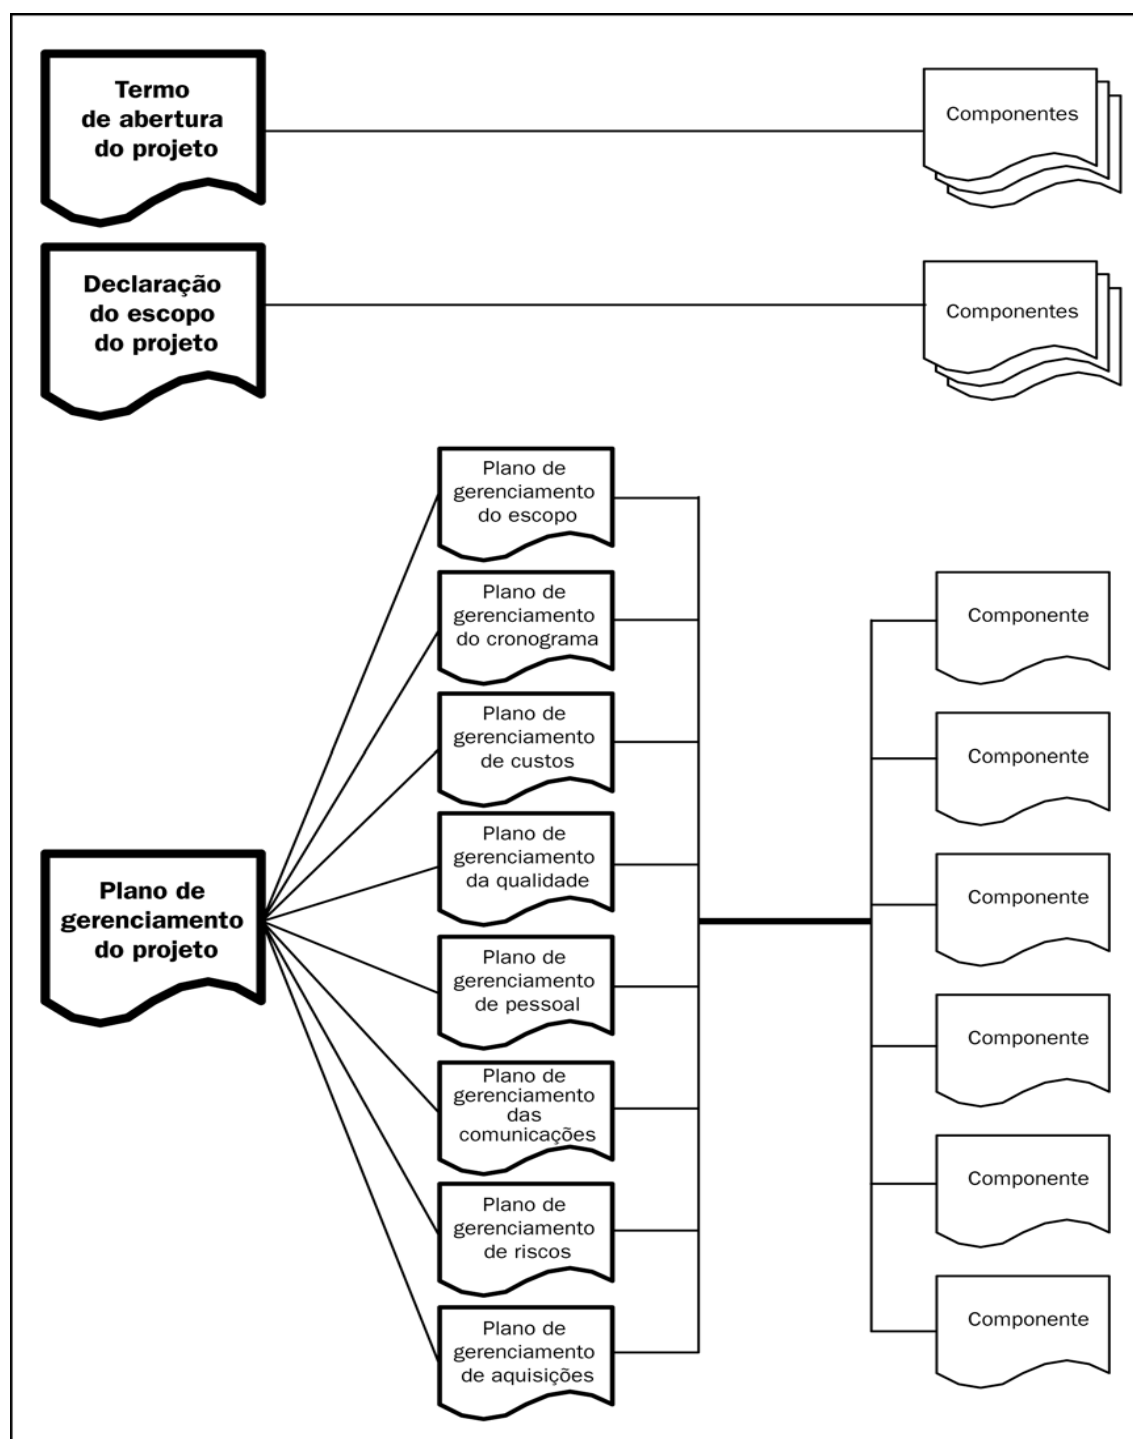 Termo
de abertura
do projeto
Componentes
Declaração
do escopo
do projeto
Componentes
Plano de
gerenciamento
do projeto
Plano de
gerenciamento
do escopo
Plano de
gerenciamento
do cronograma
Plano de
gerenciamento
de custos
Plano de
gerenciamento
da qualidade
Plano de
gerenciamento
de pessoal
Plano de
gerenciamento
das
comunicações
Plano de
gerenciamento
de riscos
Plano de
gerenciamento
de aquisições
Componente
Componente
Componente
Componente
Componente
Componente